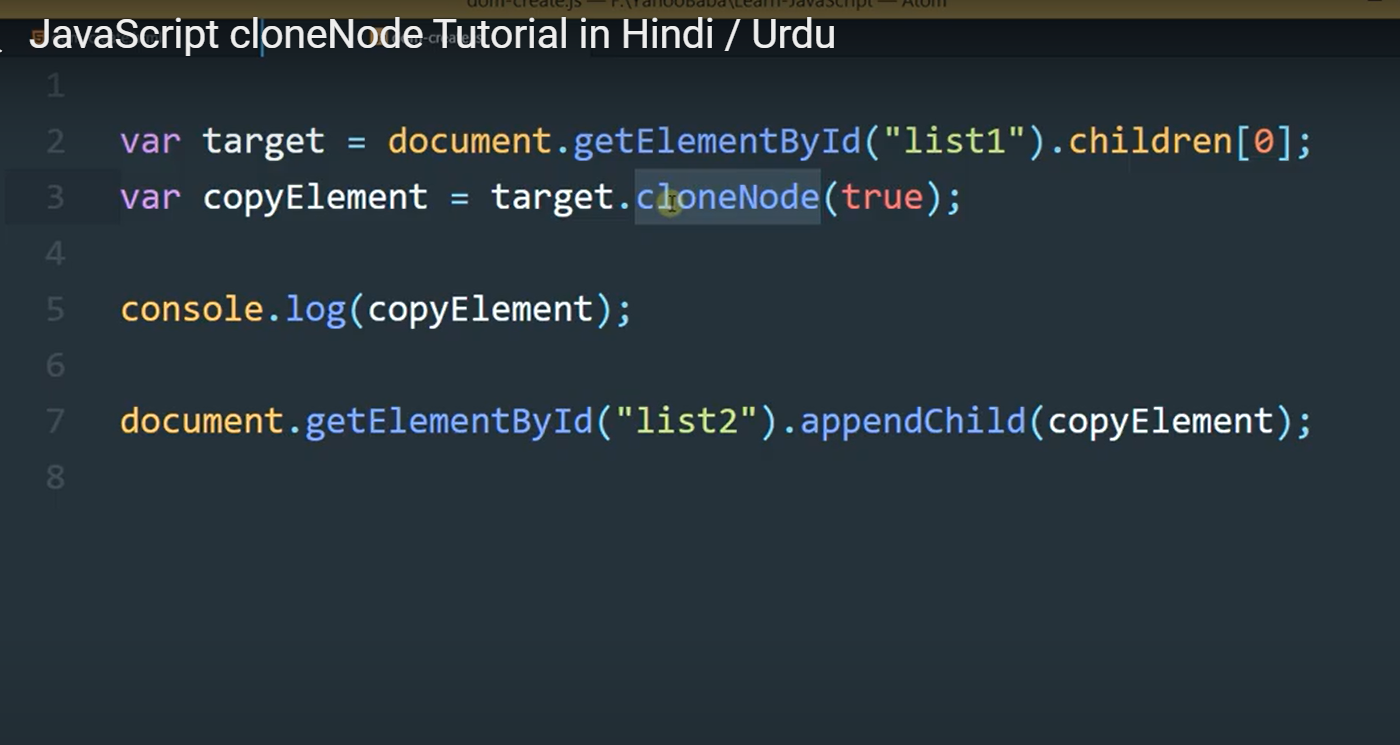 dom-create.js — F:\YahooBaba\Learn-JavaScript — Atom
JavaScript cloneNode Tutorial in Hindi / Urdu
1
2 var target = document.getElementById("list1").children[0];
3 var copyElement = target.cloneNode(true);
4
5 console.log(copyElement);
6
7 document.getElementById("list2").appendChild(copyElement);
8